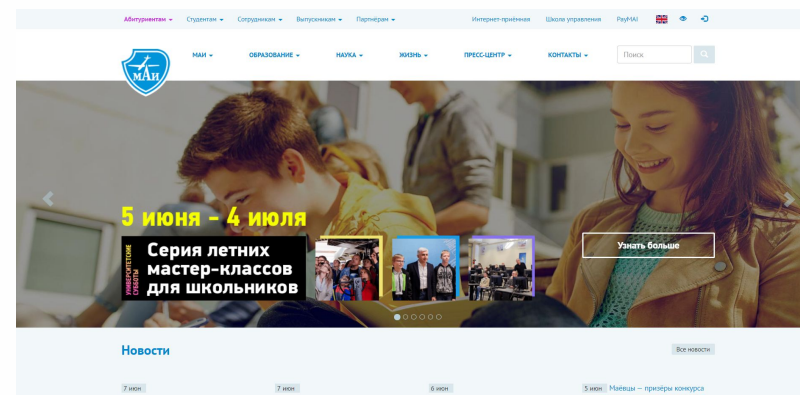 Абитуриентам Студентам Сотрудникам Выпускникам Партнёрам Интернет-приёмная Школа управления PayMAI
МАИ
МАИ ОБРАЗОВАНИЕ НАУКА ЖИЗНЬ ПРЕСС-ЦЕНТР КОНТАКТЫ Поиск
5 июня - 4 июля
УНИВЕРСИТЕТСКИЕ
СУББОТЫ
Серия летних
мастер-классов
для школьников
Узнать больше
Новости Все новости
7 июн 7 июн 6 июн 5 июн Маёвцы — призёры конкурса